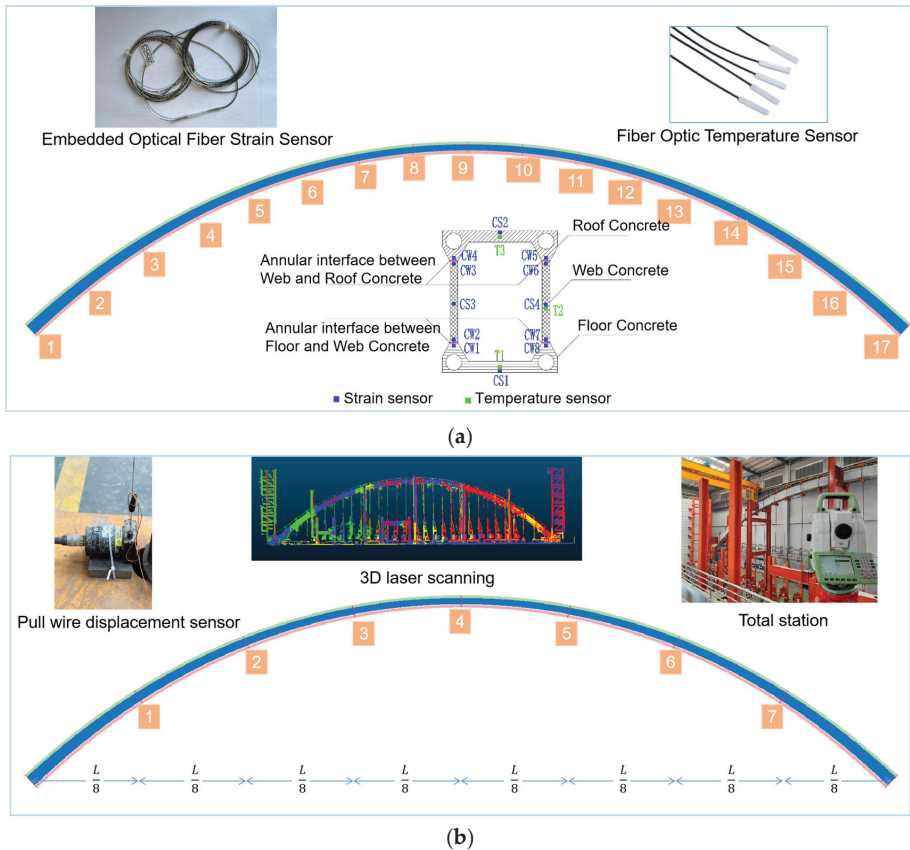 Embedded Optical Fiber Strain Sensor
Fiber Optic Temperature Sensor
1
2
3
4
5
6
7
8
9
10
11
12
13
14
15
16
17
CS2
T3
CW4
CW3
CW5
CW6
CS3
CS4
T2
CW2
CW1
CW7
CW8
T1
CS1
Roof Concrete
Annular interface between
Web and Roof Concrete
Web Concrete
Annular interface between
Floor and Web Concrete
Floor Concrete
Strain sensor
Temperature sensor
(a)
Pull wire displacement sensor
3D laser scanning
Total station
1
2
3
4
5
6
7
L/8
L/8
L/8
L/8
L/8
L/8
L/8
L/8
(b)